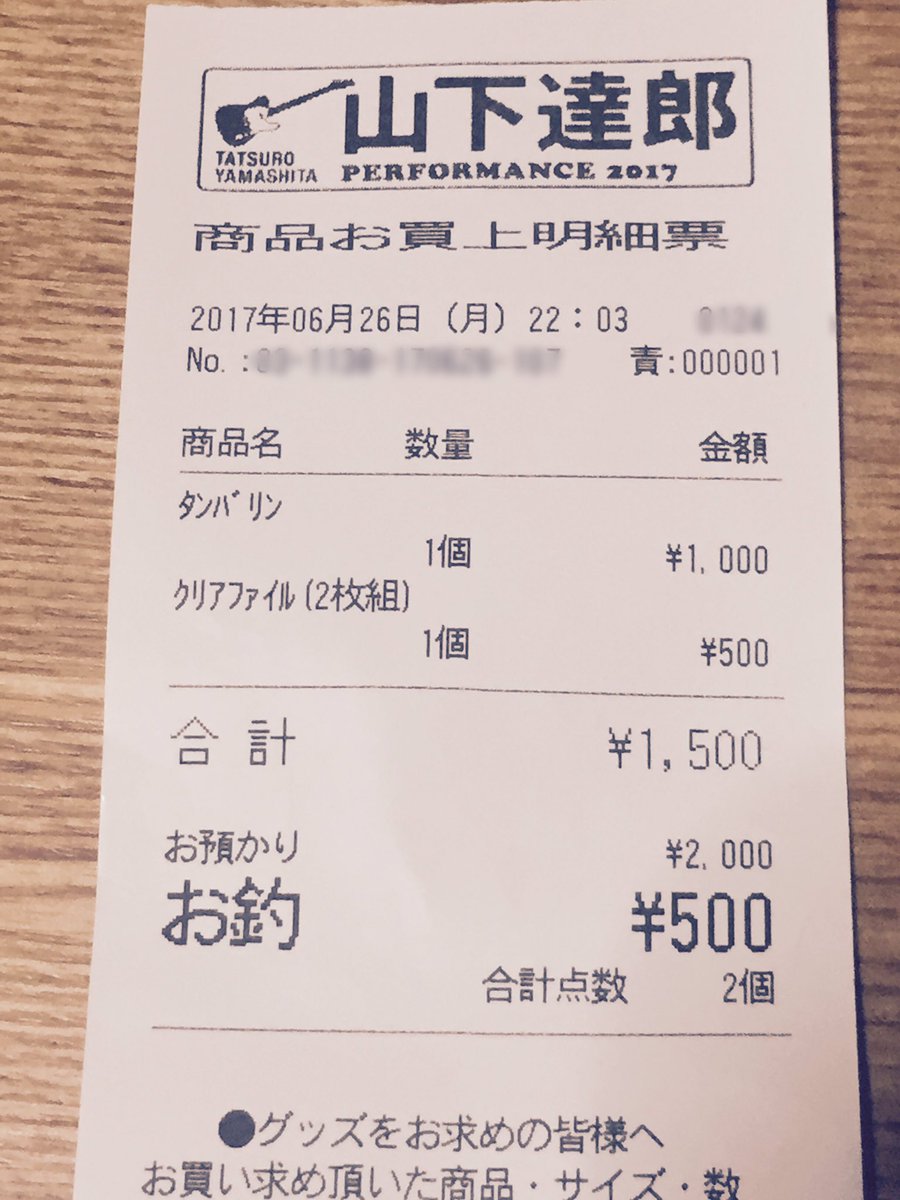 山下達郎
TATSURO
YAMASHITA
PERFORMANCE 2017
商品お買上明細票
2017年06月26日（月）22：03
No.: 責:000001
商品名 数量 金額
ﾀﾝﾊﾞﾘﾝ
1個 ¥1,000
ｸﾘｱﾌｧｲﾙ(2枚組)
1個 ¥500
合計 ¥1,500
お預かり ¥2,000
お釣 ¥500
合計点数 2個
●グッズをお求めの皆様へ
お買い求め頂いた商品・サイズ・数